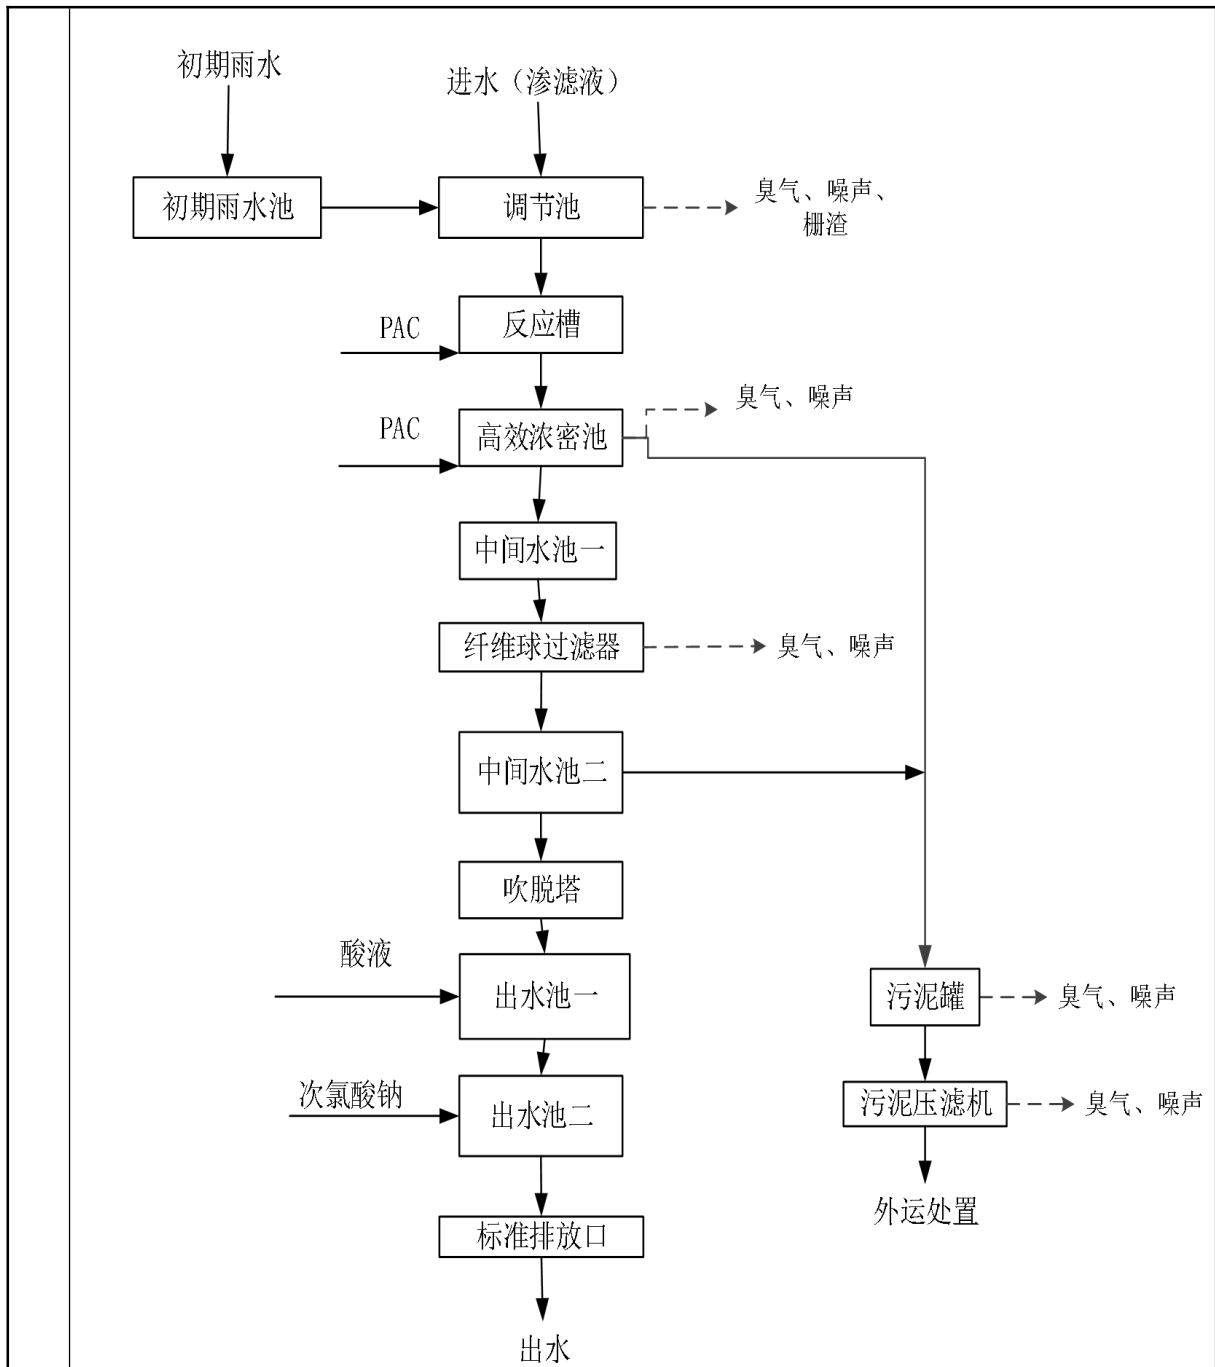 初期雨水
进水（渗滤液）
初期雨水池
调节池
臭气、噪声、
栅渣
PAC
反应槽
臭气、噪声
PAC
高效浓密池
中间水池一
纤维球过滤器
臭气、噪声
中间水池二
吹脱塔
酸液
出水池一
污泥罐
臭气、噪声
次氯酸钠
出水池二
污泥压滤机
臭气、噪声
外运处置
标准排放口
出水